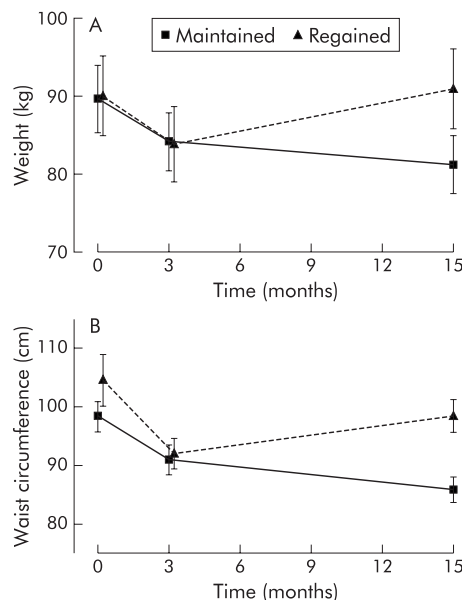 A
■ Maintained ▲ Regained
100
90
80
70
Weight (kg)
0 3 6 9 12 15
Time (months)
B
110
100
90
80
Waist circumference (cm)
0 3 6 9 12 15
Time (months)